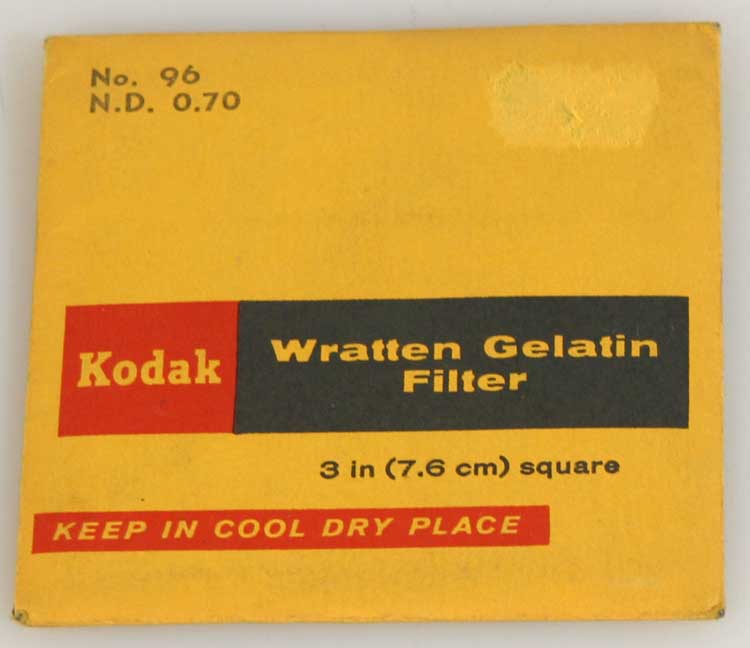 No. 96
N.D. 0.70
Kodak
Wratten Gelatin
Filter
3 in (7.6 cm) square
KEEP IN COOL DRY PLACE